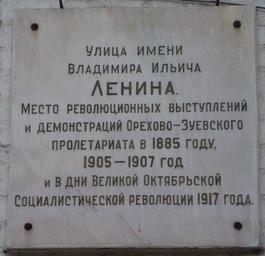 Улица имени
Владимира Ильича
Ленина.
Место революционных выступлений
и демонстраций Орехово-Зуевского
пролетариата в 1885 году,
1905—1907 год
и в дни Великой Октябрьской
Социалистической революции 1917 года.